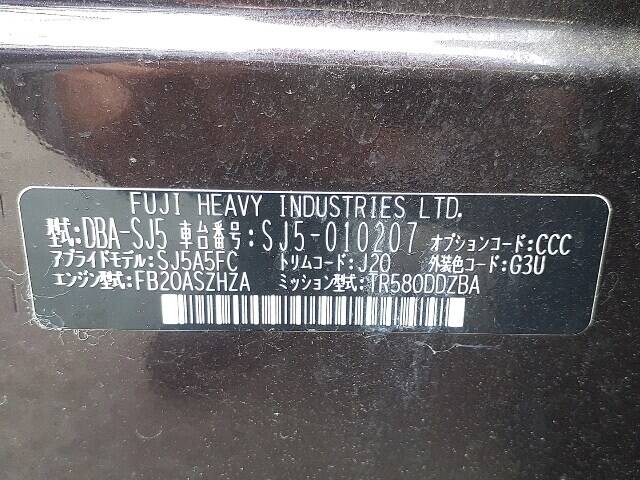 FUJI HEAVY INDUSTRIES LTD.
型式:DBA-SJ5 車台番号:SJ5-010207 オプションコード:CCC
アプライドモデル:SJ5A5FC トリムコード:J20 外装色コード:G3U
エンジン型式:FB20ASZHZA ミッション型式:TR580DDZBA